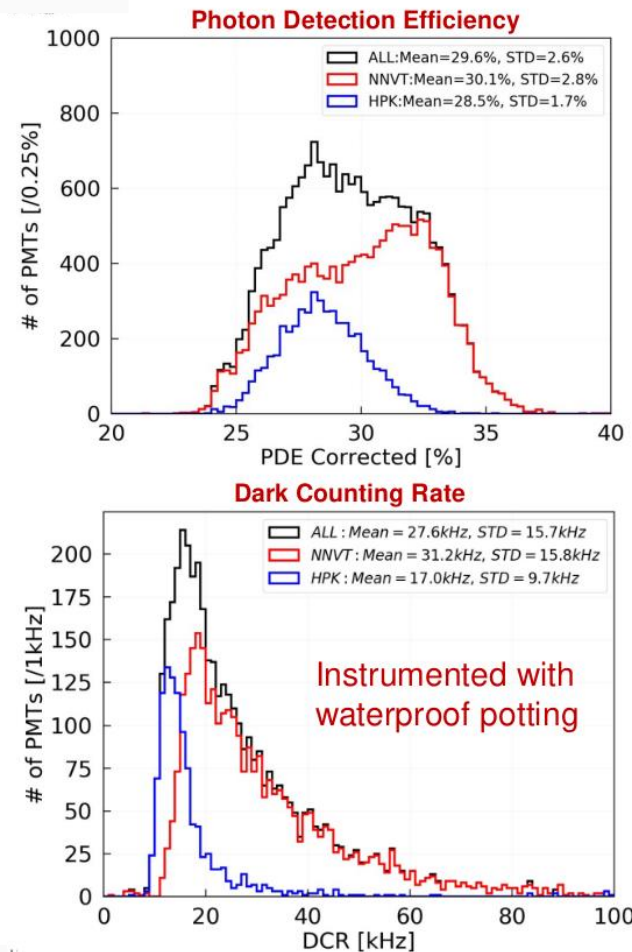 Photon Detection Efficiency
1000
800
600
400
200
0
# of PMTs [/0.25%]
ALL:Mean=29.6%, STD=2.6%
NNVT:Mean=30.1%, STD=2.8%
HPK:Mean=28.5%, STD=1.7%
20 25 30 35 40
PDE Corrected [%]
Dark Counting Rate
200
175
150
125
100
75
50
25
0
# of PMTs [/1kHz]
ALL : Mean = 27.6kHz, STD = 15.7kHz
NNVT : Mean = 31.2kHz, STD = 15.8kHz
HPK : Mean = 17.0kHz, STD = 9.7kHz
Instrumented with
waterproof potting
0 20 40 60 80 100
DCR [kHz]